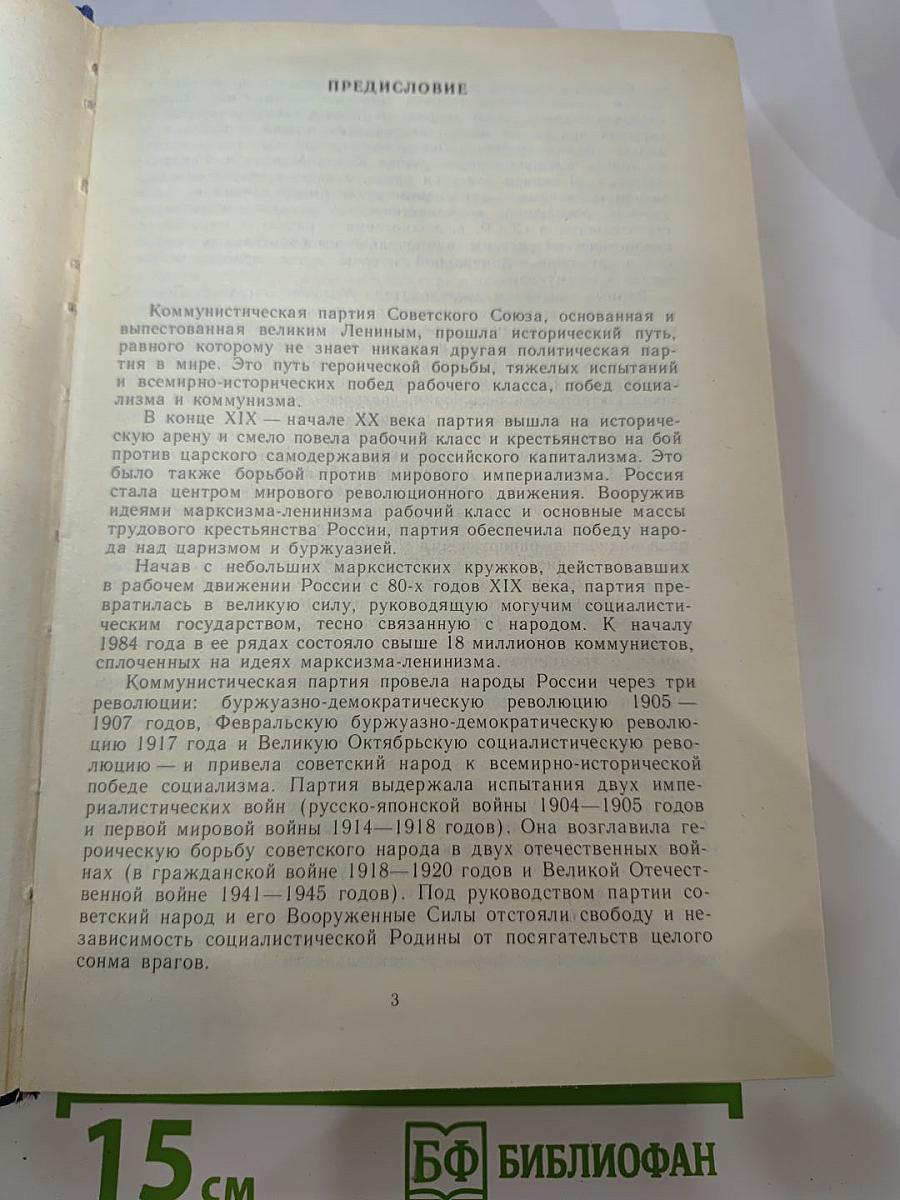 ПРЕДИСЛОВИЕ
Коммунистическая партия Советского Союза, основанная и
выпестованная великим Лениным, прошла исторический путь,
равного которому не знает никакая другая политическая пар-
тия в мире. Это путь героической борьбы, тяжелых испытаний
и всемирно-исторических побед рабочего класса, побед социа-
лизма и коммунизма.
В конце XIX — начале XX века партия вышла на историче-
скую арену и смело повела рабочий класс и крестьянство на бой
против царского самодержавия и российского капитализма. Это
было также борьбой против мирового империализма. Россия
стала центром мирового революционного движения. Вооружив
идеями марксизма-ленинизма рабочий класс и основные массы
трудового крестьянства России, партия обеспечила победу наро-
да над царизмом и буржуазией.
Начав с небольших марксистских кружков, действовавших
в рабочем движении России с 80-х годов XIX века, партия пре-
вратилась в великую силу, руководящую могучим социалисти-
ческим государством, тесно связанную с народом. К началу
1984 года в ее рядах состояло свыше 18 миллионов коммунистов,
сплоченных на идеях марксизма-ленинизма.
Коммунистическая партия провела народы России через три
революции: буржуазно-демократическую революцию 1905 —
1907 годов, Февральскую буржуазно-демократическую револю-
цию 1917 года и Великую Октябрьскую социалистическую рево-
люцию — и привела советский народ к всемирно-исторической
победе социализма. Партия выдержала испытания двух импе-
риалистических войн (русско-японской войны 1904—1905 годов
и первой мировой войны 1914—1918 годов). Она возглавила ге-
роическую борьбу советского народа в двух отечественных вой-
нах (в гражданской войне 1918—1920 годов и Великой Отечест-
венной войне 1941—1945 годов). Под руководством партии со-
ветский народ и его Вооруженные Силы отстояли свободу и не-
зависимость социалистической Родины от посягательств целого
сонма врагов.
3
15 см
БФ БИБЛИОФАН